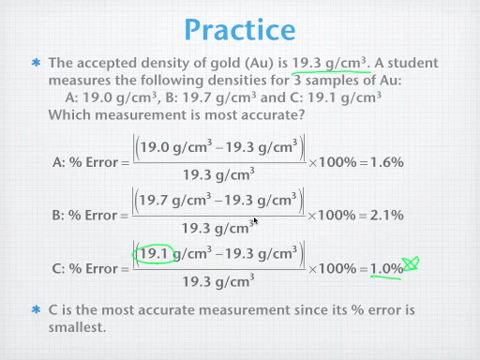 Practice
The accepted density of gold (Au) is 19.3 g/cm³. A student
measures the following densities for 3 samples of Au:
A: 19.0 g/cm³, B: 19.7 g/cm³ and C: 19.1 g/cm³
Which measurement is most accurate?
A: % Error = |(19.0 g/cm³ − 19.3 g/cm³)| / 19.3 g/cm³ × 100% = 1.6%
B: % Error = |(19.7 g/cm³ − 19.3 g/cm³)| / 19.3 g/cm³ × 100% = 2.1%
C: % Error = |(19.1 g/cm³ − 19.3 g/cm³)| / 19.3 g/cm³ × 100% = 1.0%
C is the most accurate measurement since its % error is
smallest.